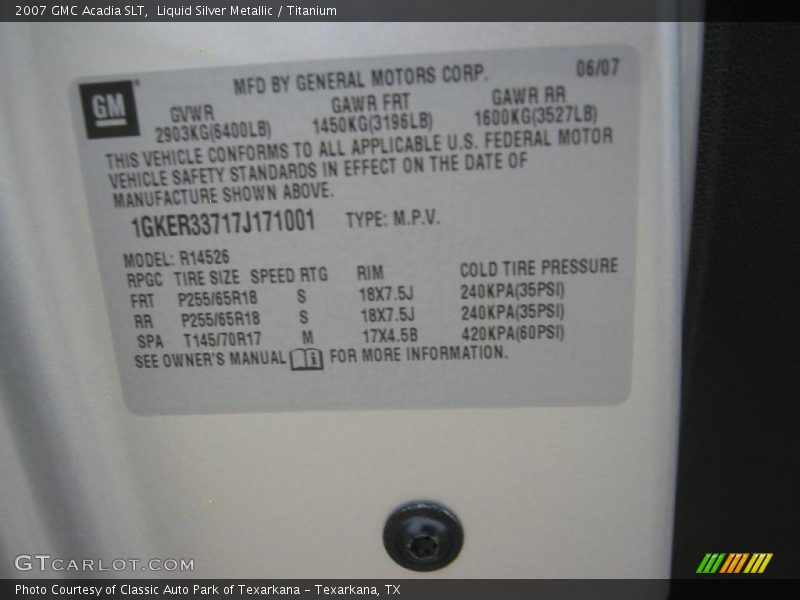 2007 GMC Acadia SLT, Liquid Silver Metallic / Titanium
GM
MFD BY GENERAL MOTORS CORP. 06/07
GVWR GAWR FRT GAWR RR
2903KG(6400LB) 1450KG(3196LB) 1600KG(3527LB)
THIS VEHICLE CONFORMS TO ALL APPLICABLE U.S. FEDERAL MOTOR
VEHICLE SAFETY STANDARDS IN EFFECT ON THE DATE OF
MANUFACTURE SHOWN ABOVE.
1GKER33717J171001 TYPE: M.P.V.
MODEL: R14526
RPGC TIRE SIZE SPEED RTG RIM COLD TIRE PRESSURE
FRT P255/65R18 S 18X7.5J 240KPA(35PSI)
RR P255/65R18 S 18X7.5J 240KPA(35PSI)
SPA T145/70R17 M 17X4.5B 420KPA(60PSI)
SEE OWNER'S MANUAL i FOR MORE INFORMATION.
GTCARLOT.COM
Photo Courtesy of Classic Auto Park of Texarkana - Texarkana, TX